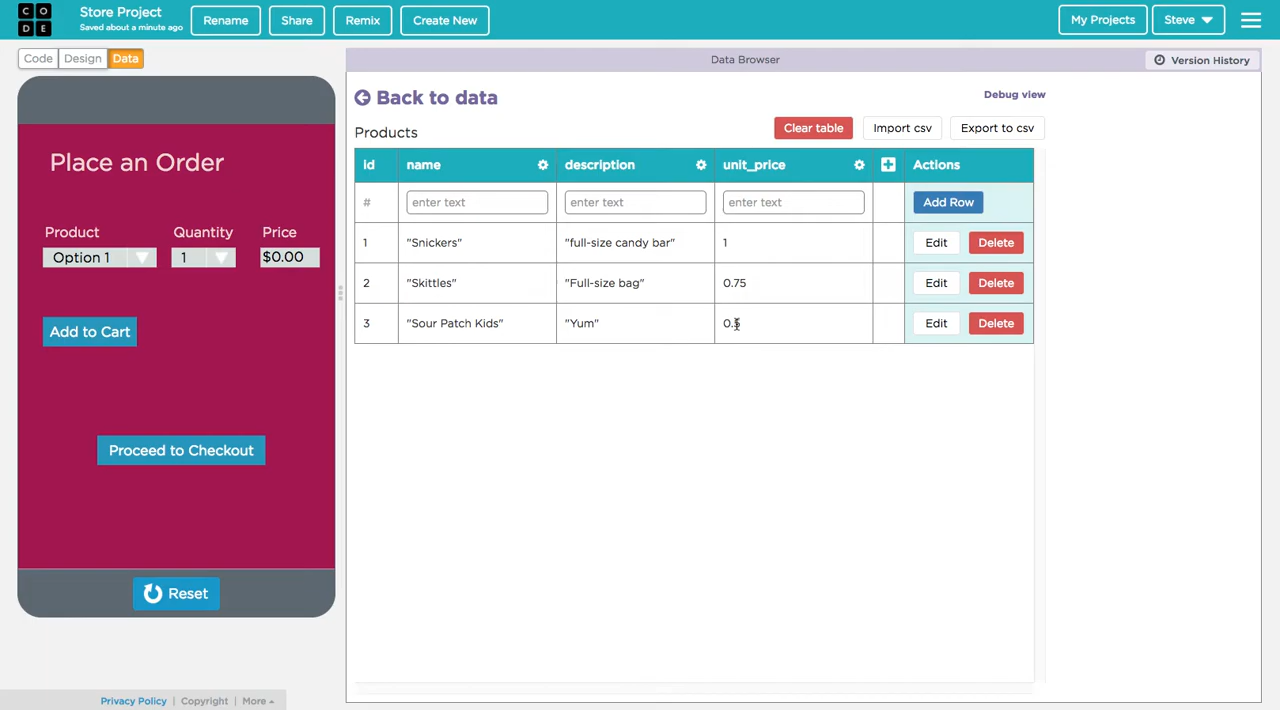 CO
DE
Store Project
Saved about a minute ago
Rename
Share
Remix
Create New
My Projects
Steve
Code
Design
Data
Data Browser
Version History
Back to data
Debug view
Products
Clear table
Import csv
Export to csv
Id name description unit_price Actions
# enter text enter text enter text Add Row
1 "Snickers" "full-size candy bar" 1 Edit Delete
2 "Skittles" "Full-size bag" 0.75 Edit Delete
3 "Sour Patch Kids" "Yum" 0.5 Edit Delete
Place an Order
Product Quantity Price
Option 1 1 $0.00
Add to Cart
Proceed to Checkout
Reset
Privacy Policy | Copyright | More